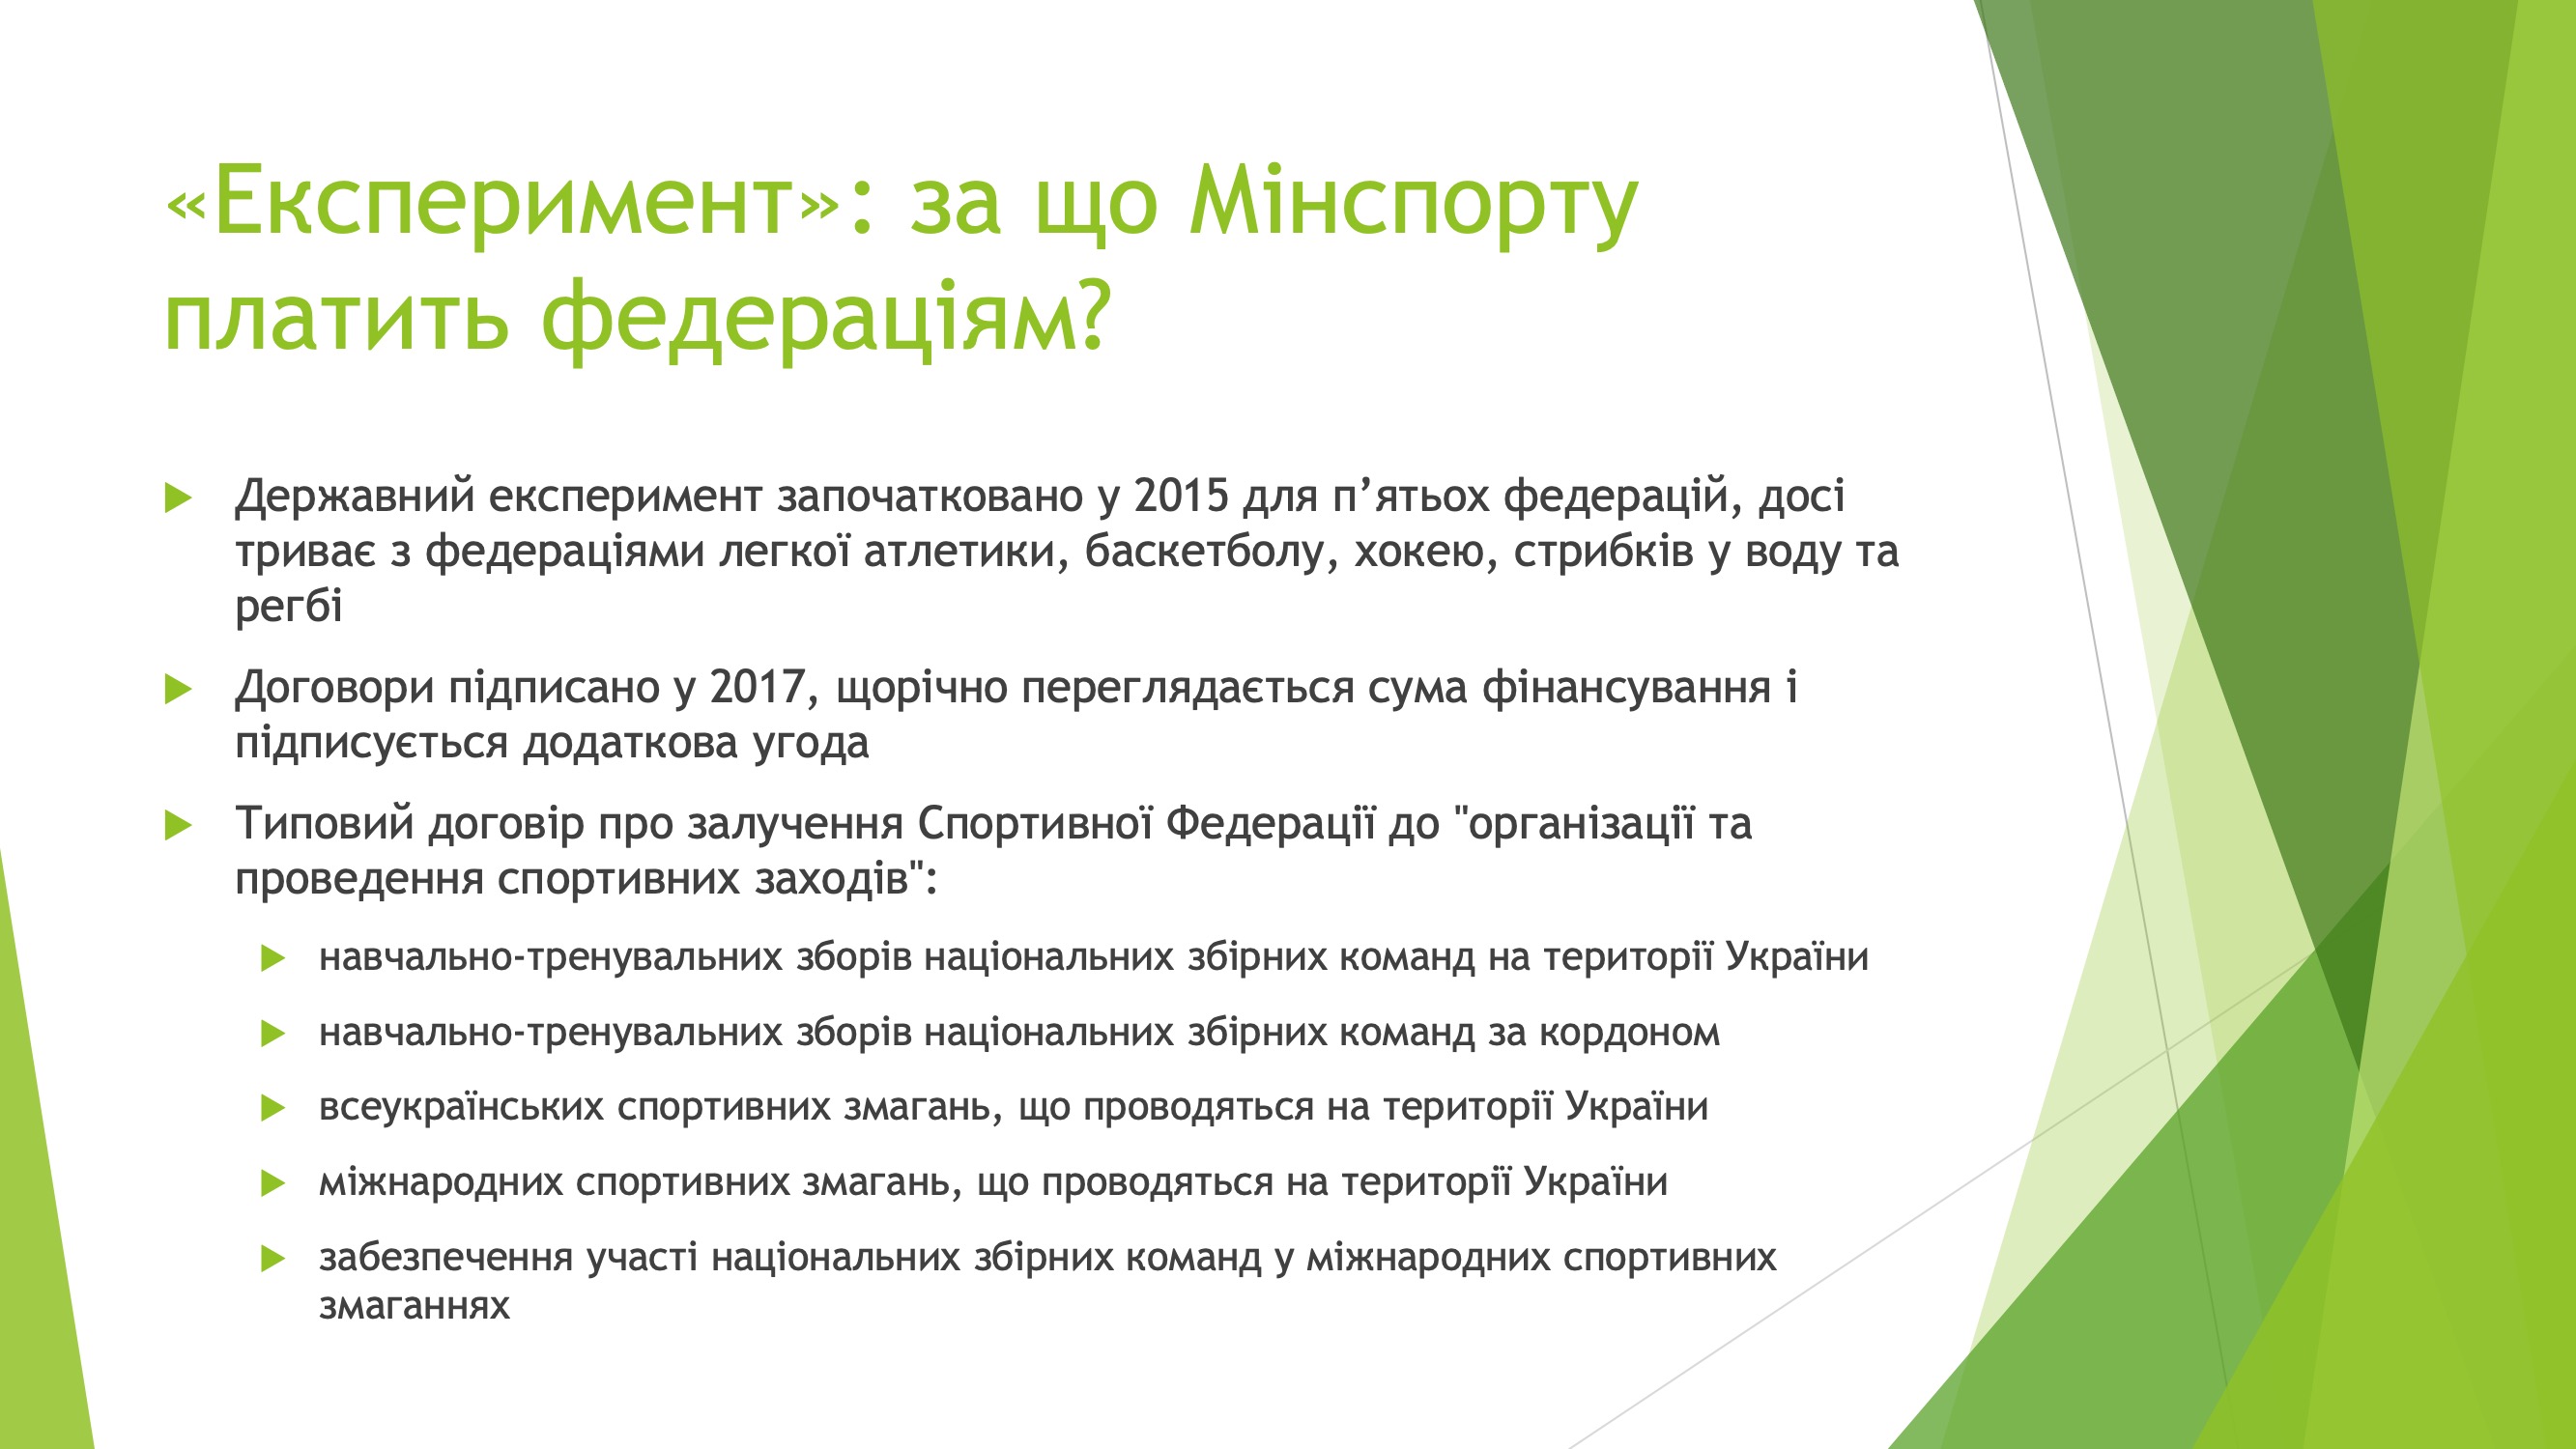 «Експеримент»: за що Мінспорту
платить федераціям?
Державний експеримент започатковано у 2015 для п’ятьох федерацій, досі
триває з федераціями легкої атлетики, баскетболу, хокею, стрибків у воду та
регбі
Договори підписано у 2017, щорічно переглядається сума фінансування і
підписується додаткова угода
Типовий договір про залучення Спортивної Федерації до "організації та
проведення спортивних заходів":
навчально-тренувальних зборів національних збірних команд на території України
навчально-тренувальних зборів національних збірних команд за кордоном
всеукраїнських спортивних змагань, що проводяться на території України
міжнародних спортивних змагань, що проводяться на території України
забезпечення участі національних збірних команд у міжнародних спортивних
змаганнях